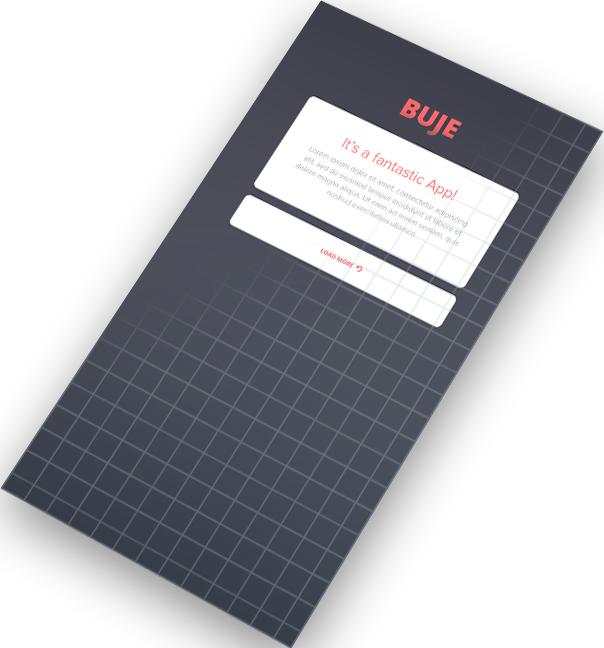 BUJE
It's a fantastic App!
Lorem ipsum dolor sit amet, consectetur adipiscing
elit, sed do eiusmod tempor incididunt ut labore et
dolore magna aliqua. Ut enim ad minim veniam, quis
nostrud exercitation ullamco.
LOAD MORE